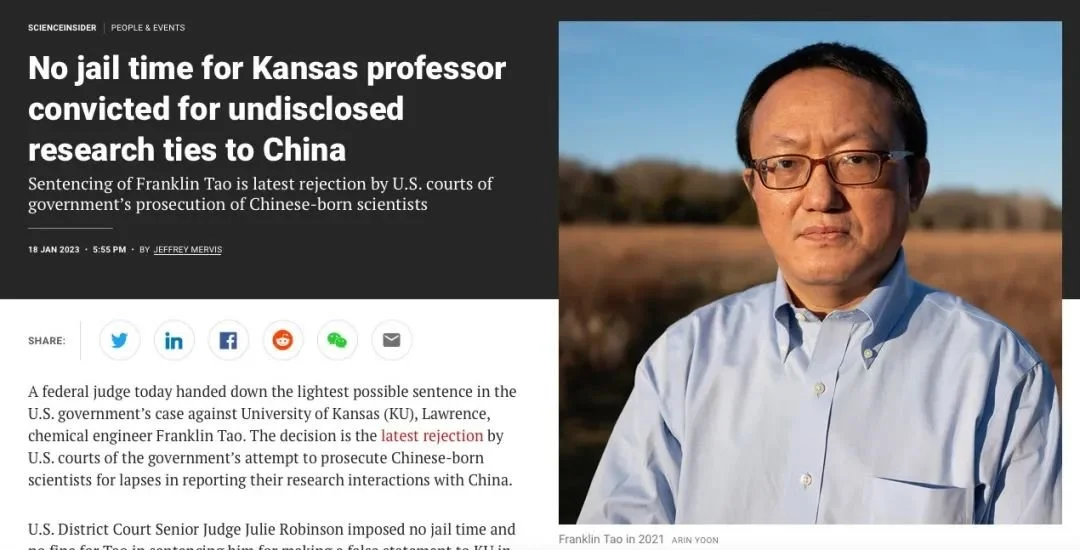 SCIENCEINSIDER | PEOPLE & EVENTS
No jail time for Kansas professor
convicted for undisclosed
research ties to China
Sentencing of Franklin Tao is latest rejection by U.S. courts of
government's prosecution of Chinese-born scientists
18 JAN 2023 • 5:55 PM • BY JEFFREY MERVIS
SHARE:
A federal judge today handed down the lightest possible sentence in the
U.S. government's case against University of Kansas (KU), Lawrence,
chemical engineer Franklin Tao. The decision is the latest rejection by
U.S. courts of the government's attempt to prosecute Chinese-born
scientists for lapses in reporting their research interactions with China.
U.S. District Court Senior Judge Julie Robinson imposed no jail time and
no fine for Tao in sentencing him for making a false statement to KU in
Franklin Tao in 2021 ARIN YOON